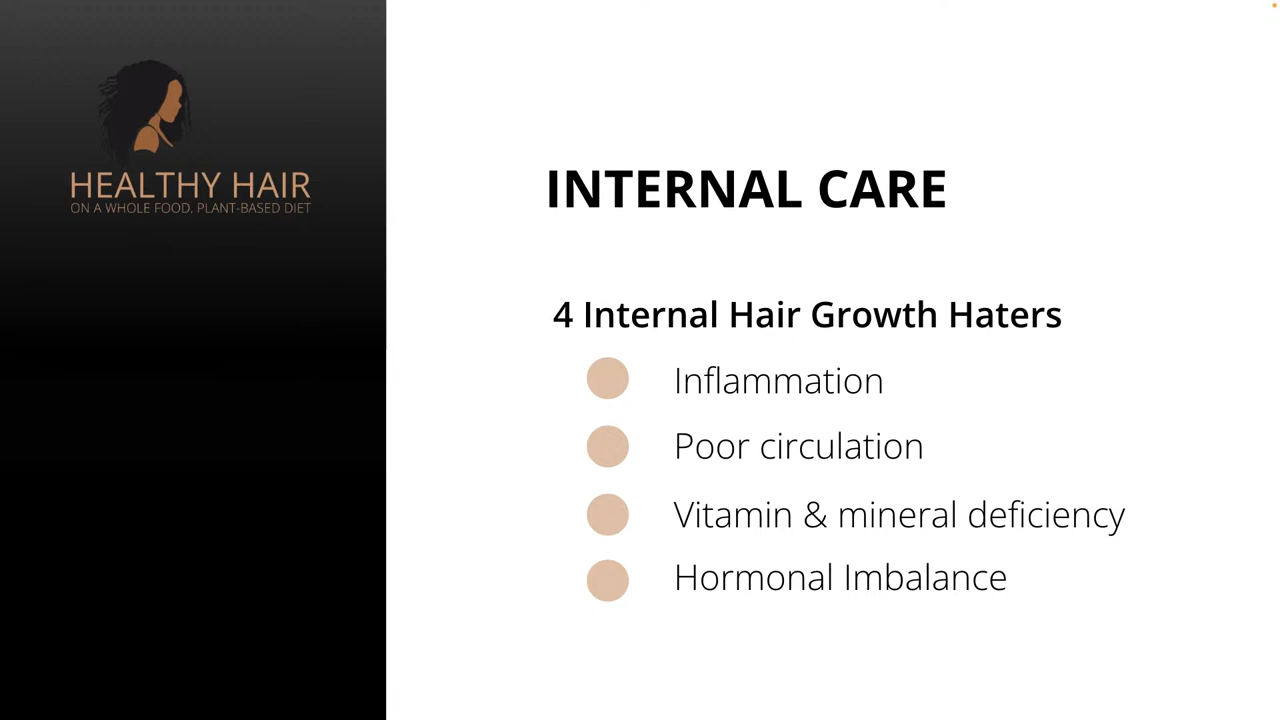 HEALTHY HAIR
ON A WHOLE FOOD, PLANT-BASED DIET
INTERNAL CARE
4 Internal Hair Growth Haters
Inflammation
Poor circulation
Vitamin & mineral deficiency
Hormonal Imbalance